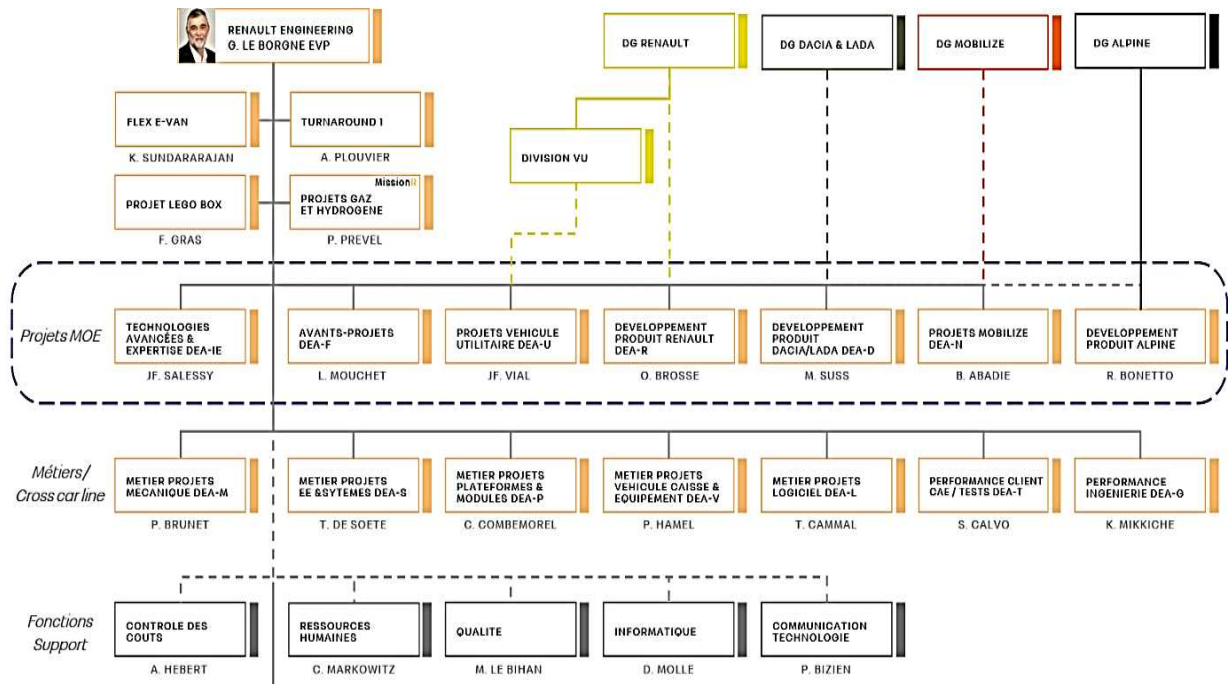 RENAULT ENGINEERING
G. LE BORGNE EVP
DG RENAULT
DG DACIA & LADA
DG MOBILIZE
DG ALPINE
FLEX E-VAN
K. SUNDARARAJAN
TURNAROUND 1
A. PLOUVIER
DIVISION VU
PROJET LEGO BOX
F. GRAS
MissionH
PROJETS GAZ
ET HYDROGENE
P. PREVEL
Projets MOE
TECHNOLOGIES
AVANCÉES &
EXPERTISE DEA-IE
JF. SALESSY
AVANTS-PROJETS
DEA-F
L. MOUCHET
PROJETS VEHICULE
UTILITAIRE DEA-U
JF. VIAL
DEVELOPPEMENT
PRODUIT RENAULT
DEA-R
O. BROSSE
DEVELOPPEMENT
PRODUIT
DACIA/LADA DEA-D
M. SUSS
PROJETS MOBILIZE
DEA-N
B. ABADIE
DEVELOPPEMENT
PRODUIT ALPINE
R. BONETTO
Métiers/
Cross car line
METIER PROJETS
MECANIQUE DEA-M
P. BRUNET
METIER PROJETS
EE &SYTEMES DEA-S
T. DE SOETE
METIER PROJETS
PLATEFORMES &
MODULES DEA-P
C. COMBEMOREL
METIER PROJETS
VEHICULE CAISSE &
EQUIPEMENT DEA-V
P. HAMEL
METIER PROJETS
LOGICIEL DEA-L
T. CAMMAL
PERFORMANCE CLIENT
CAE / TESTS DEA-T
S. CALVO
PERFORMANCE
INGENIERIE DEA-G
K. MIKKICHE
Fonctions
Support
CONTROLE DES
COUTS
A. HEBERT
RESSOURCES
HUMAINES
C. MARKOWITZ
QUALITE
M. LE BIHAN
INFORMATIQUE
D. MOLLE
COMMUNICATION
TECHNOLOGIE
P. BIZIEN